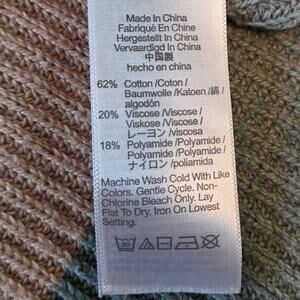 Made In China
Fabriqué En Chine
Hergestellt In China
Vervaardigd In China
中国製
hecho en china
62% Cotton /Coton/
Baumwolle /Katoen /綿 /
algodón
20% Viscose /Viscose /
Viskose /Viscose /
レーヨン /viscosa
18% Polyamide /Polyamide /
Polyamide /Polyamide /
ナイロン /poliamida
Machine Wash Cold With Like
Colors. Gentle Cycle. Non-
Chlorine Bleach Only. Lay
Flat To Dry. Iron On Lowest
Setting.
30